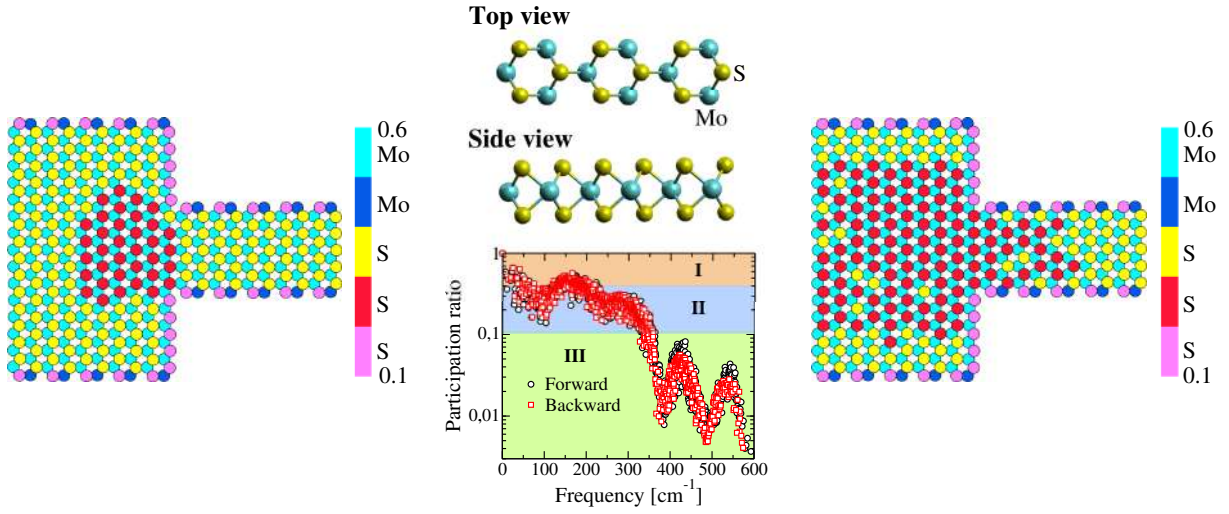 0.6
Mo
Mo
S
S
S
0.1
Top view
S
Mo
Side view
1
0.1
0,01
Participation ratio
I
II
III
Forward
Backward
0 100 200 300 400 500 600
Frequency [cm-1]
0.6
Mo
Mo
S
S
S
0.1